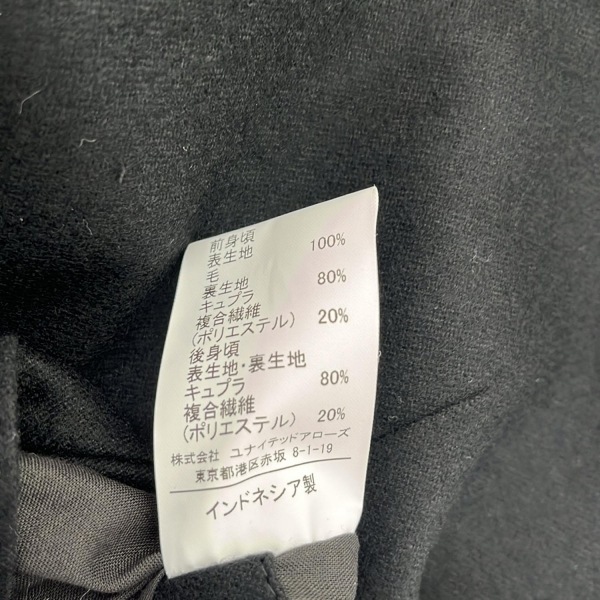 前身頃
表生地
毛 100%
裏生地
キュプラ 80%
複合繊維
(ポリエステル) 20%
後身頃
表生地・裏生地
キュプラ 80%
複合繊維
(ポリエステル) 20%
株式会社 ユナイテッドアローズ
東京都港区赤坂 8-1-19
インドネシア製